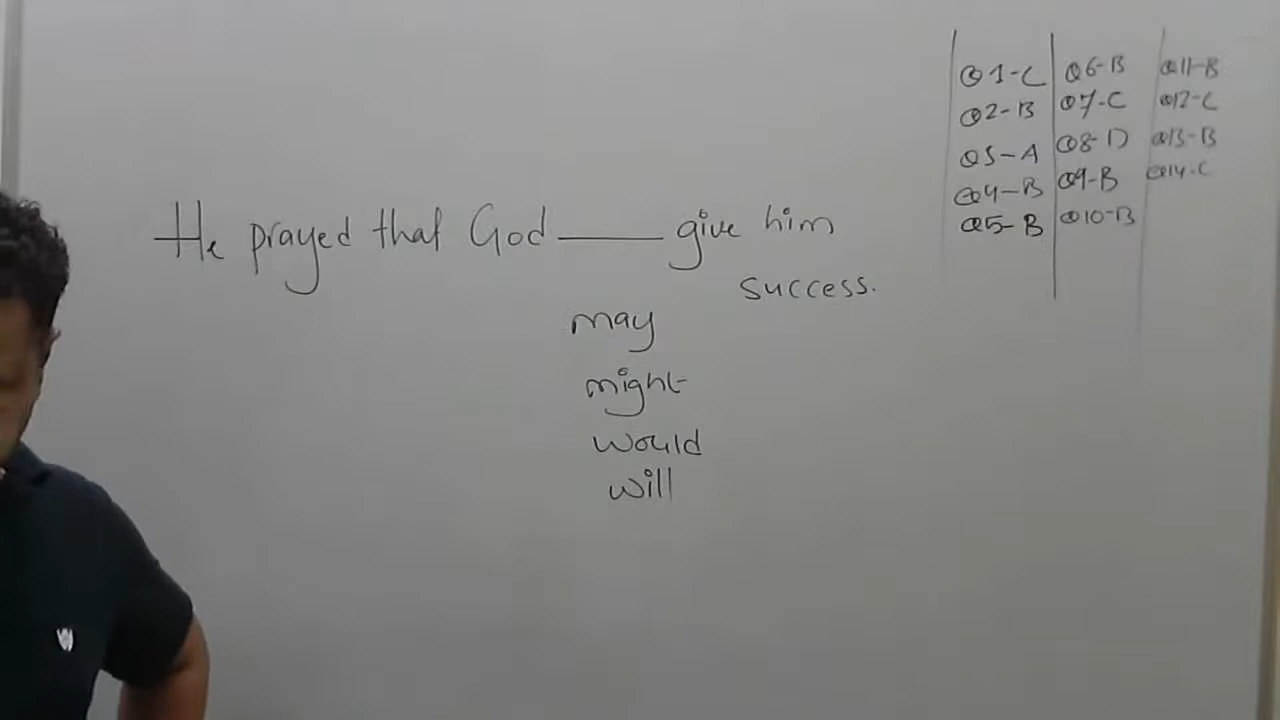 He prayed that God ____ give him
success.
may
might
would
will
Q1-C
Q2-B
Q3-A
Q4-B
Q5-B
Q6-B
Q7-C
Q8-D
Q9-B
Q10-B
Q11-B
Q12-C
Q13-B
Q14-C